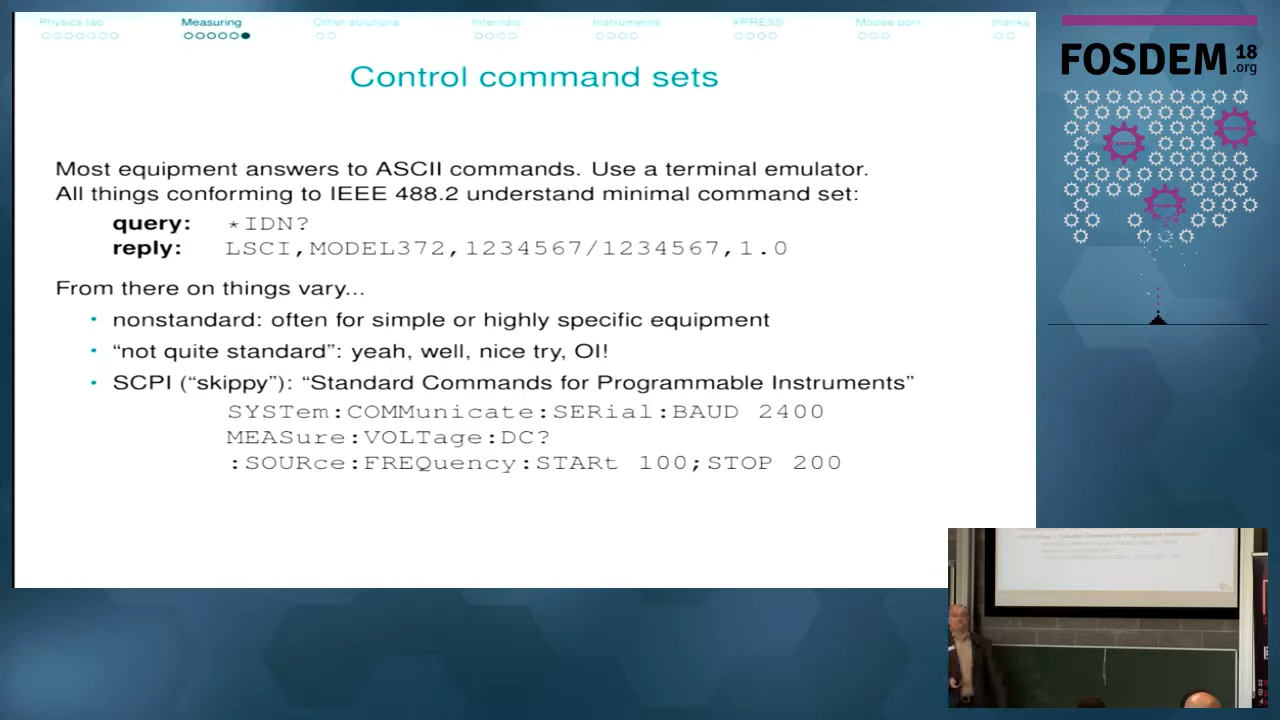 Physics lab
Measuring
Other solutions
Internals
Instruments
XPRESS
Moose port
thanks
FOSDEM 18
.org
Control command sets
Most equipment answers to ASCII commands. Use a terminal emulator.
All things conforming to IEEE 488.2 understand minimal command set:
query: *IDN?
reply: LSCI,MODEL372,1234567/1234567,1.0
From there on things vary...
• nonstandard: often for simple or highly specific equipment
• “not quite standard”: yeah, well, nice try, OI!
• SCPI (“skippy”): “Standard Commands for Programmable Instruments”
SYSTem:COMMunicate:SERial:BAUD 2400
MEASure:VOLTage:DC?
:SOURce:FREQuency:STARt 100;STOP 200